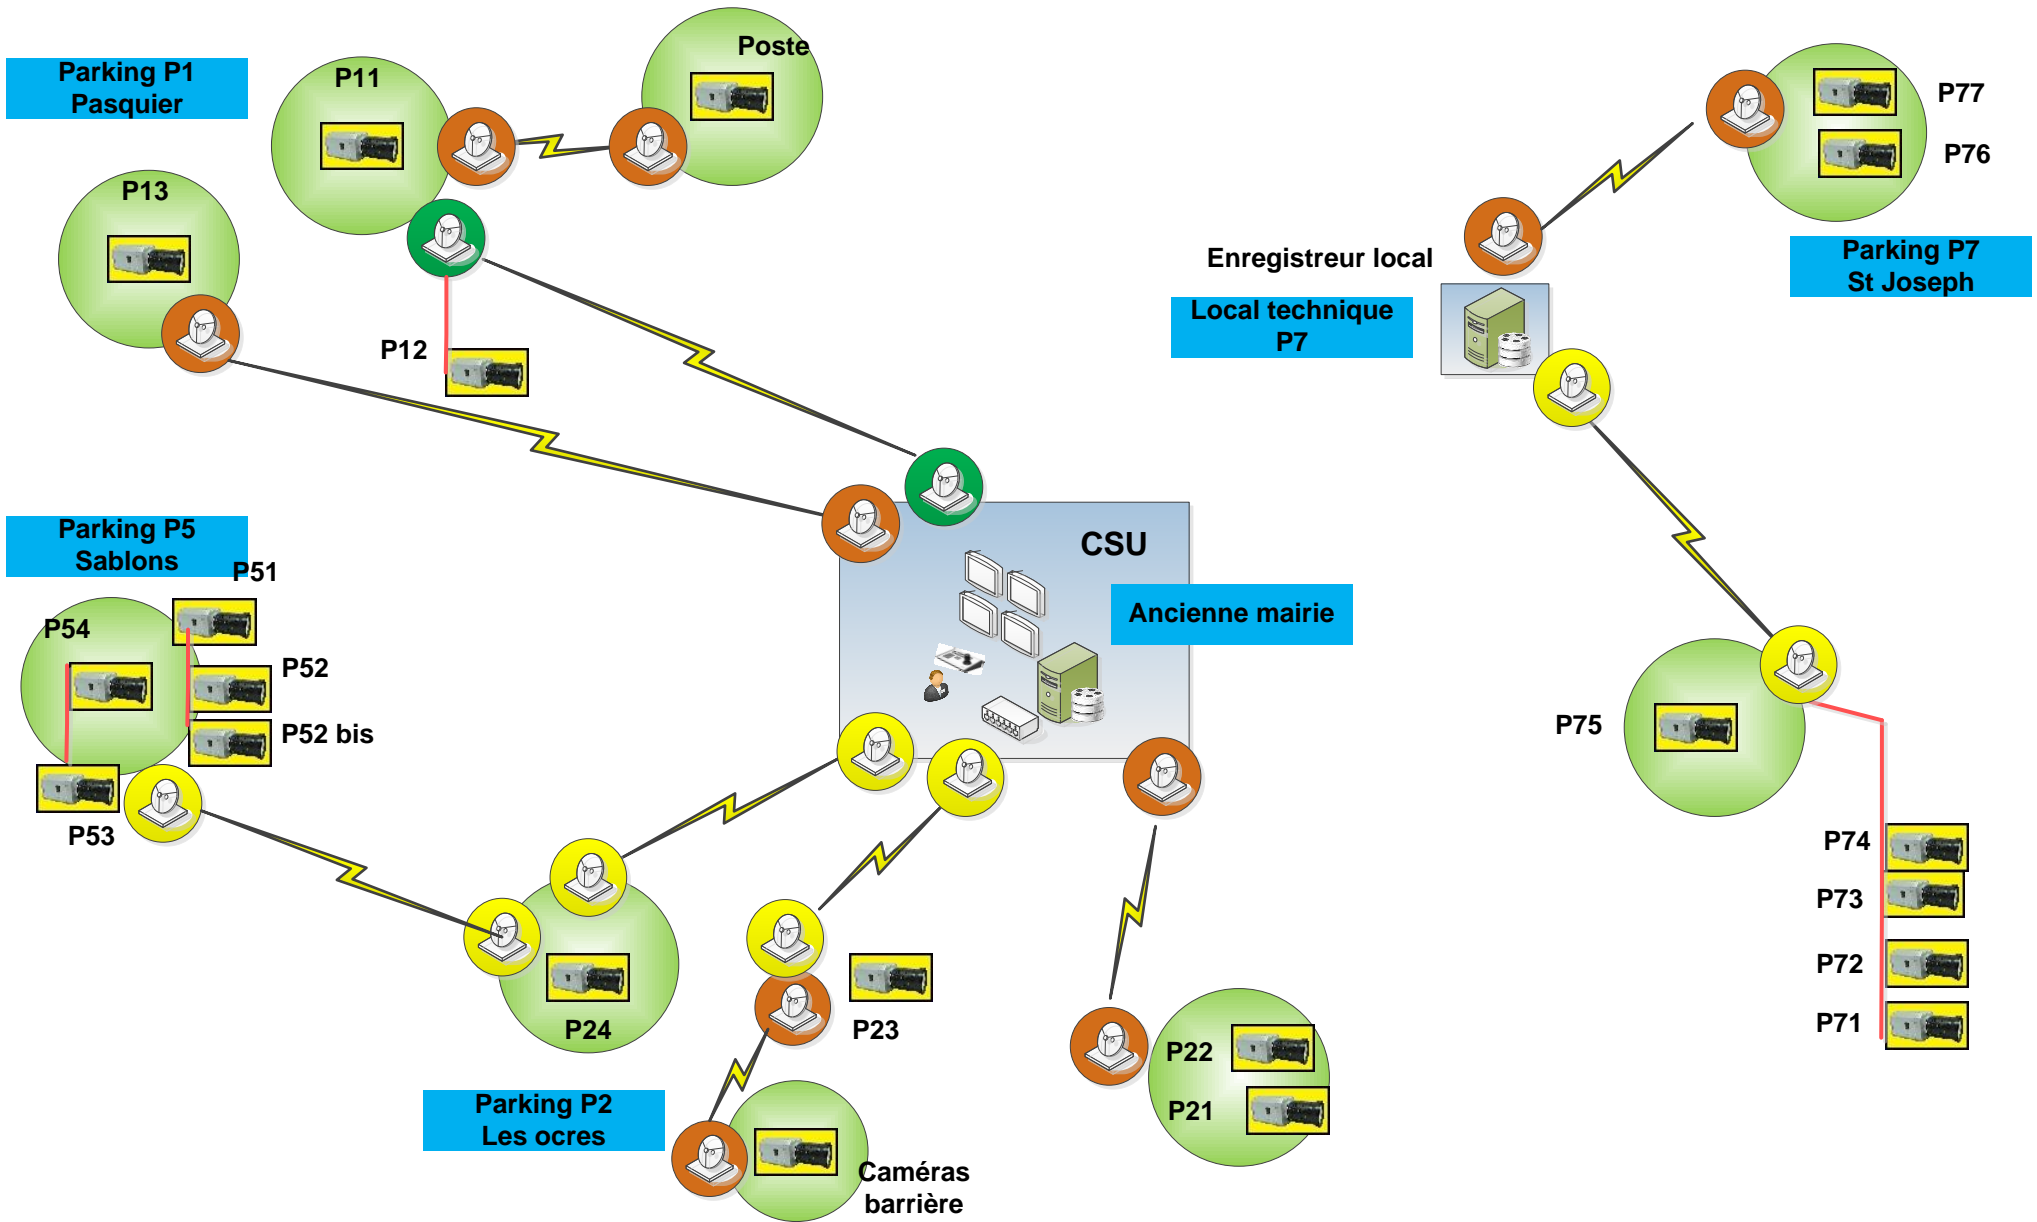 Poste
P11
Parking P1
Pasquier
P13
P12
P77
P76
Parking P7
St Joseph
Enregistreur local
Local technique
P7
Parking P5
Sablons
P51
P54
P52
P52 bis
P53
CSU
Ancienne mairie
P75
P74
P73
P72
P71
P24
P23
P22
P21
Parking P2
Les ocres
Caméras
barrière